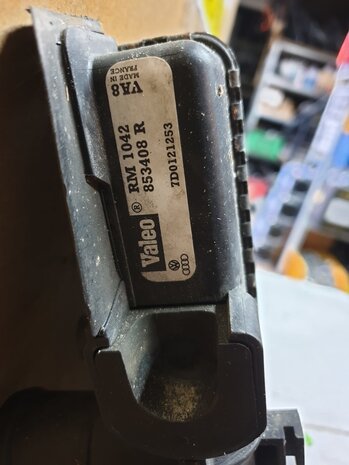 VA8
MADE IN
FRANCE
Valeo ® RM 1042
853408 R
7D0121253